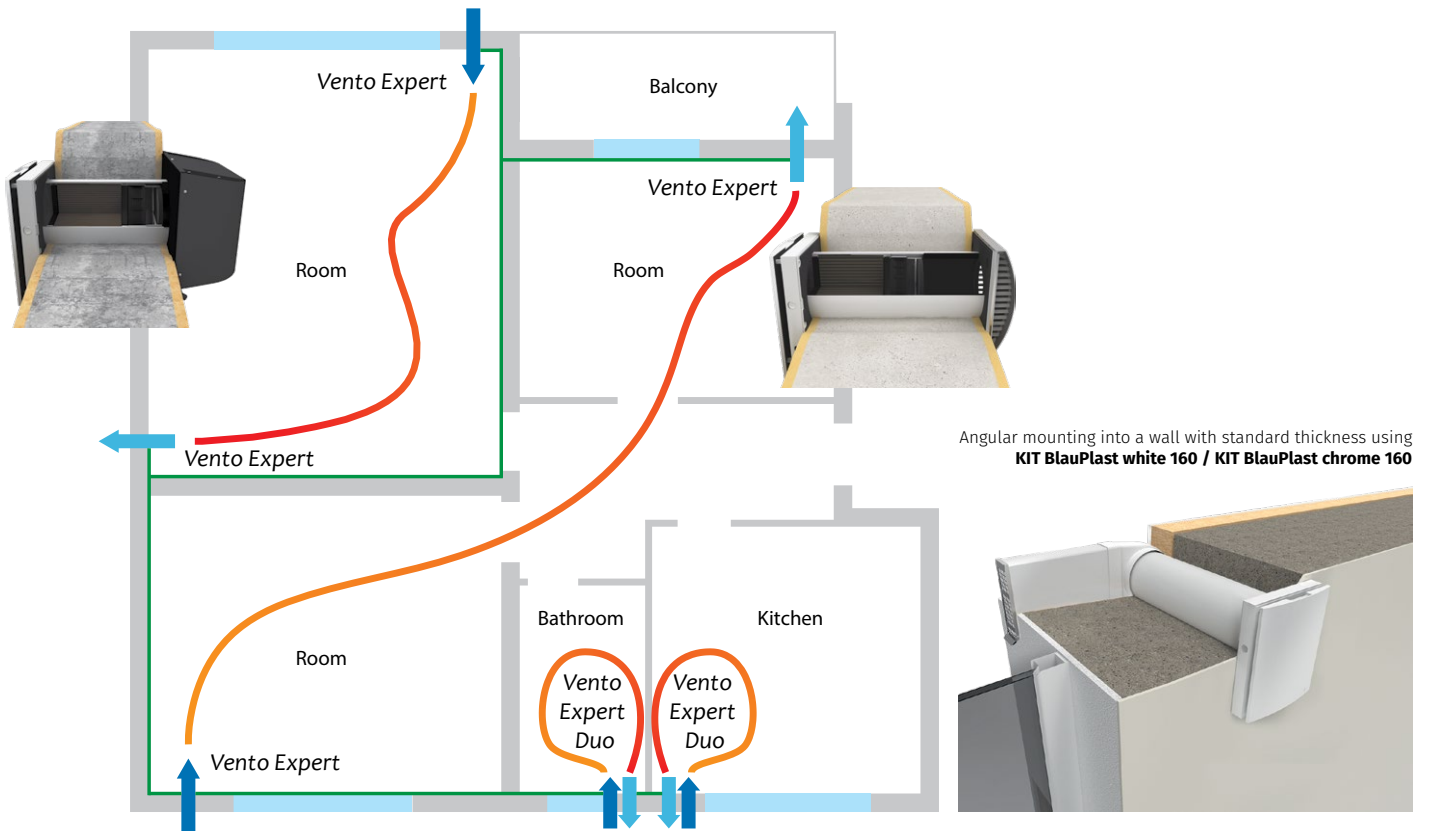 Vento Expert
Balcony
Vento Expert
Room
Room
Vento Expert
Angular mounting into a wall with standard thickness using
KIT BlauPlast white 160 / KIT BlauPlast chrome 160
Bathroom
Kitchen
Room
Vento
Expert
Duo
Vento
Expert
Duo
Vento Expert